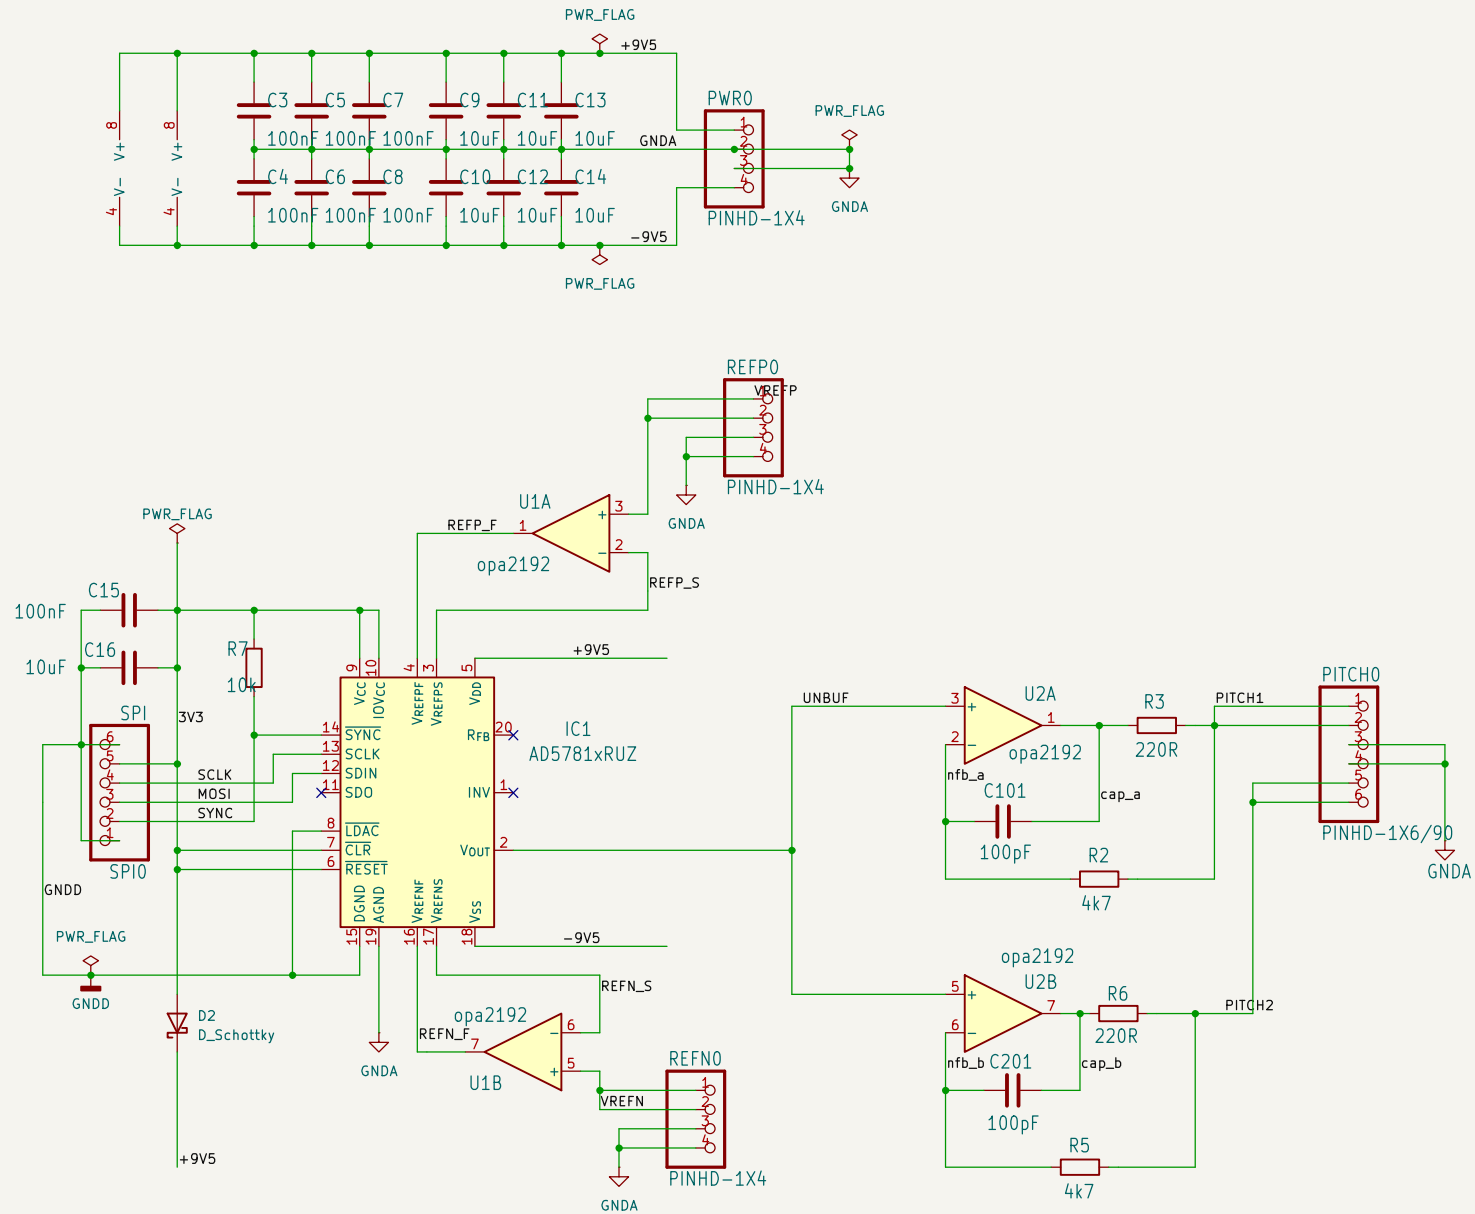 PWR_FLAG
+9V5
C3 C5 C7 C9 C11 C13
100nF 100nF 100nF 10uF 10uF 10uF
8 V+ V- 4
8 V+ V- 4
GNDA
C4 C6 C8 C10 C12 C14
100nF 100nF 100nF 10uF 10uF 10uF
-9V5
PWR_FLAG
PWR0
1
2
3
4
PINHD-1X4
PWR_FLAG
GNDA
REFP0
VREFP
1
2
3
4
PINHD-1X4
GNDA
U1A
REFP_F
1
3
+
2
−
opa2192
REFP_S
PWR_FLAG
C15
100nF
C16
10uF
R7
10k
3V3
SPI
6
5
4
3
2
1
SPI0
SCLK
MOSI
SYNC
GNDD
PWR_FLAG
GNDD
D2
D_Schottky
+9V5
9 VCC
10 IOVCC
4 VREFPF
3 VREFPS
5 VDD
+9V5
14 SYNC
13 SCLK
12 SDIN
11 SDO
8 LDAC
7 CLR
6 RESET
20 RFB
1 INV
2 VOUT
IC1
AD5781xRUZ
15 DGND
19 AGND
16 VREFNF
17 VREFNS
18 VSS
-9V5
GNDA
REFN_S
opa2192
REFN_F
7
6
−
5
+
U1B
VREFN
REFN0
1
2
3
4
PINHD-1X4
GNDA
UNBUF
3
+
2
−
1
U2A
opa2192
nfb_a
C101
100pF
cap_a
R3
220R
R2
4k7
PITCH1
PITCH0
1
2
3
4
5
6
PINHD-1X6/90
GNDA
opa2192
U2B
5
+
6
−
7
R6
220R
PITCH2
nfb_b
C201
100pF
cap_b
R5
4k7